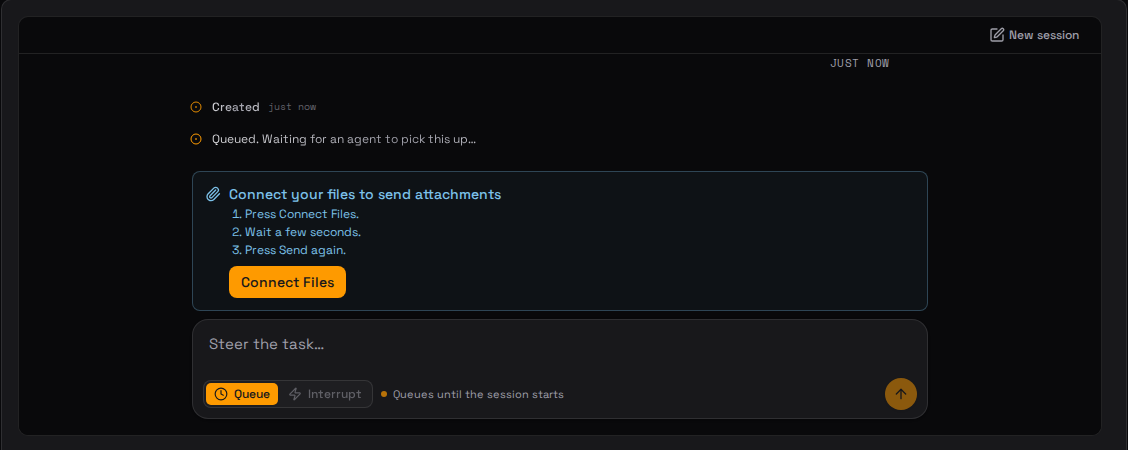 New session
JUST NOW
Created just now
Queued. Waiting for an agent to pick this up…
Connect your files to send attachments
1. Press Connect Files.
2. Wait a few seconds.
3. Press Send again.
Connect Files
Steer the task…
Queue Interrupt Queues until the session starts